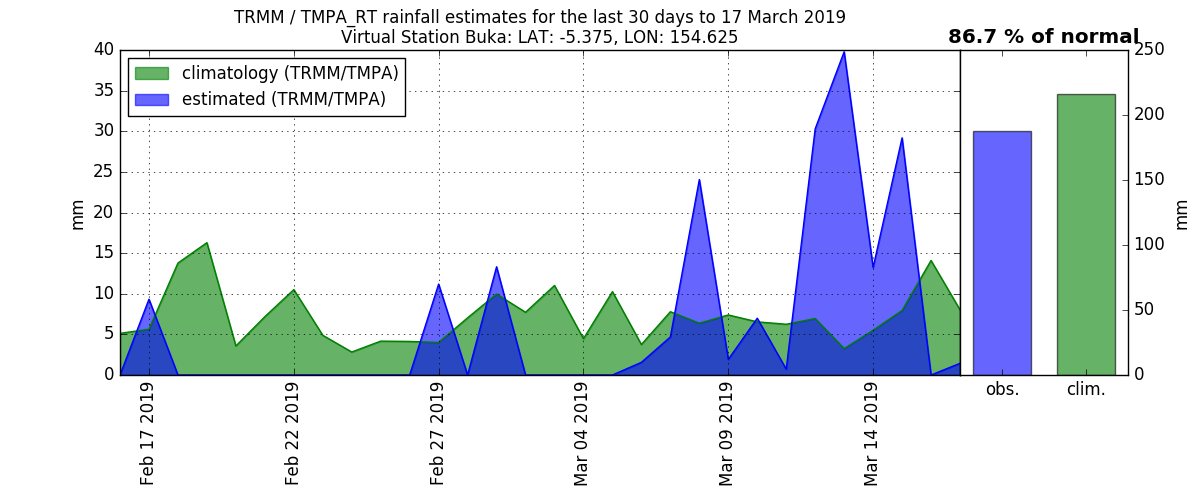 TRMM / TMPA_RT rainfall estimates for the last 30 days to 17 March 2019
Virtual Station Buka: LAT: -5.375, LON: 154.625
86.7 % of normal
climatology (TRMM/TMPA)
estimated (TRMM/TMPA)
40
35
30
25
20
15
10
5
0
mm
Feb 17 2019
Feb 22 2019
Feb 27 2019
Mar 04 2019
Mar 09 2019
Mar 14 2019
250
200
150
100
50
0
mm
obs.
clim.